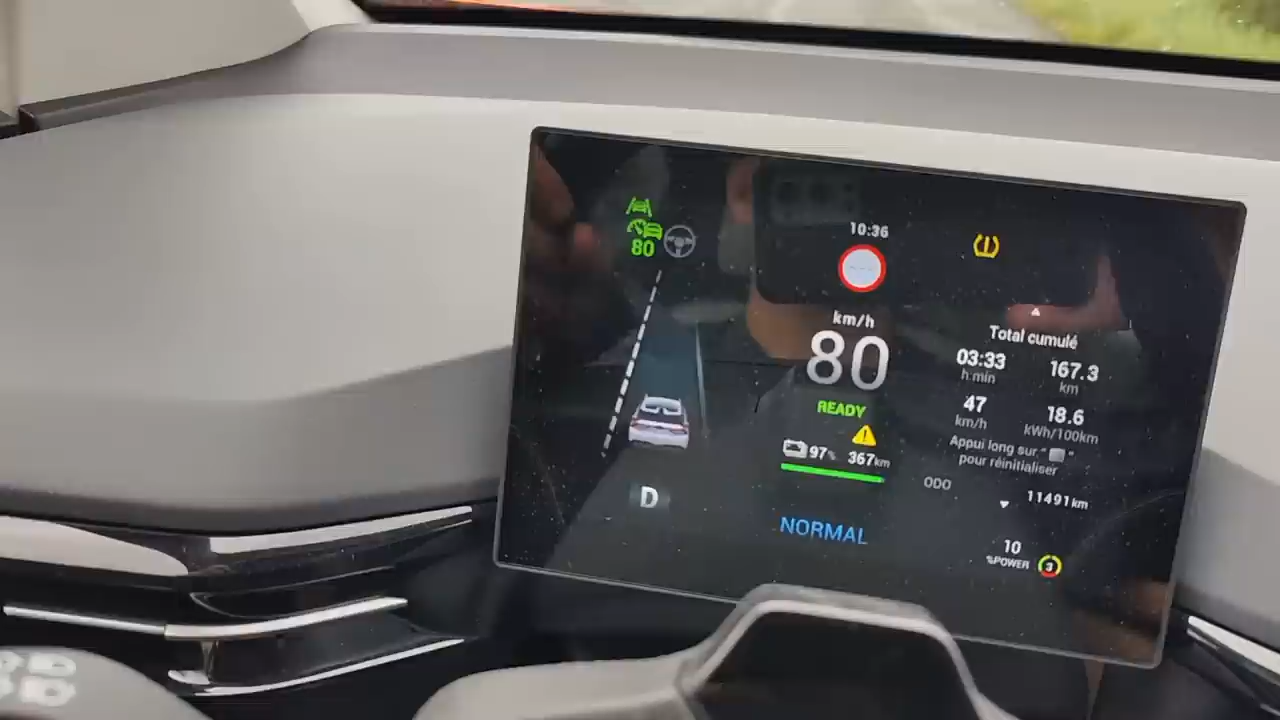 80
10:36
---
km/h
80
READY
97% 367km
D
NORMAL
Total cumulé
03:33 167.3
h:min km
47 18.6
km/h kWh/100km
Appui long sur " "
pour réinitialiser
ODO
11491km
10
%POWER 3